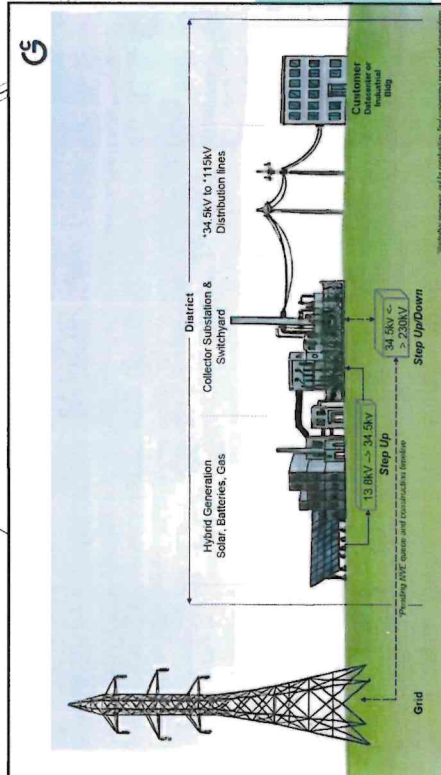 GC
District
Hybrid Generation
Solar, Batteries, Gas
Collector Substation &
Switchyard
*34.5kV to *115kV
Distribution lines
Customer
Datacenter or
Industrial
Bldg
13.8kV --> 34.5kv
Step Up
34.5kv <-
> 230kV
Step Up/Down
*Pending NVE queue and construction timeline
Grid